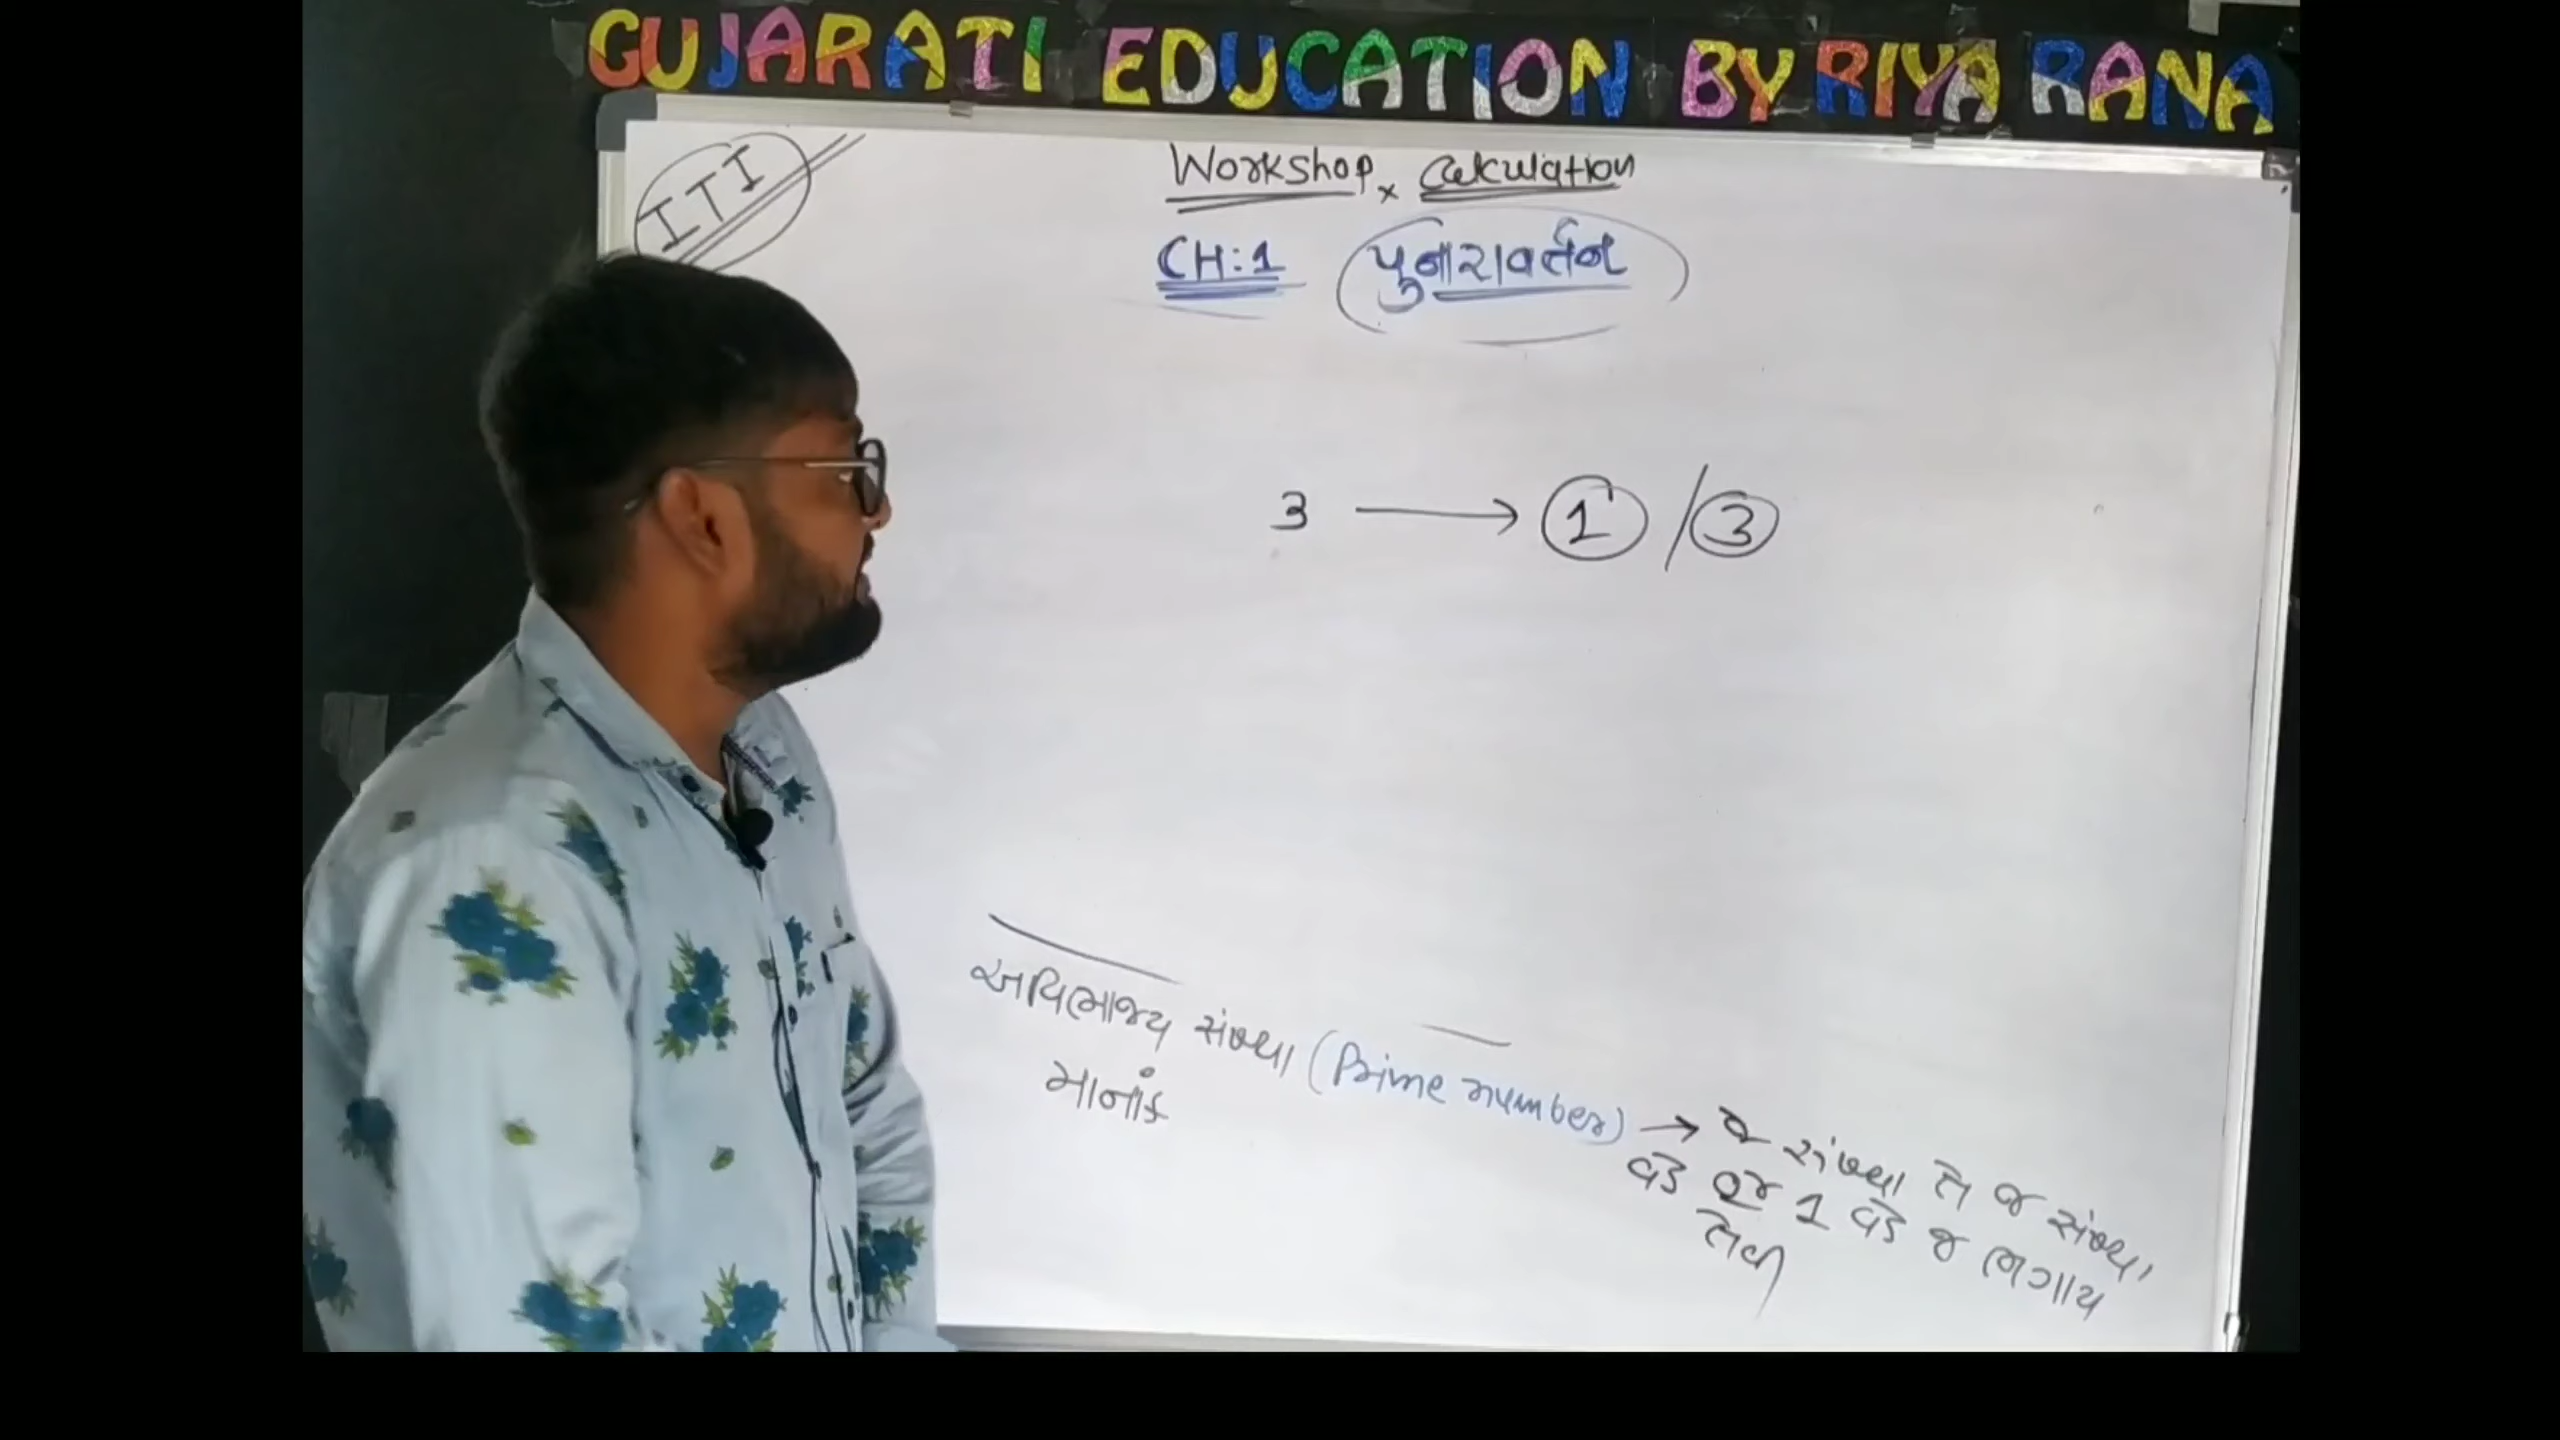 GUJARATI EDUCATION BY RIYA RANA
ITI
Workshop Calculation
CH:1 પુનારાવર્તન
3 → 1 / 3
અવિભાજ્ય સંખ્યા (Prime number) → જે સંખ્યા તે જ સંખ્યા
માનાંક
વડે અને 1 વડે જ ભગાય
તેવી